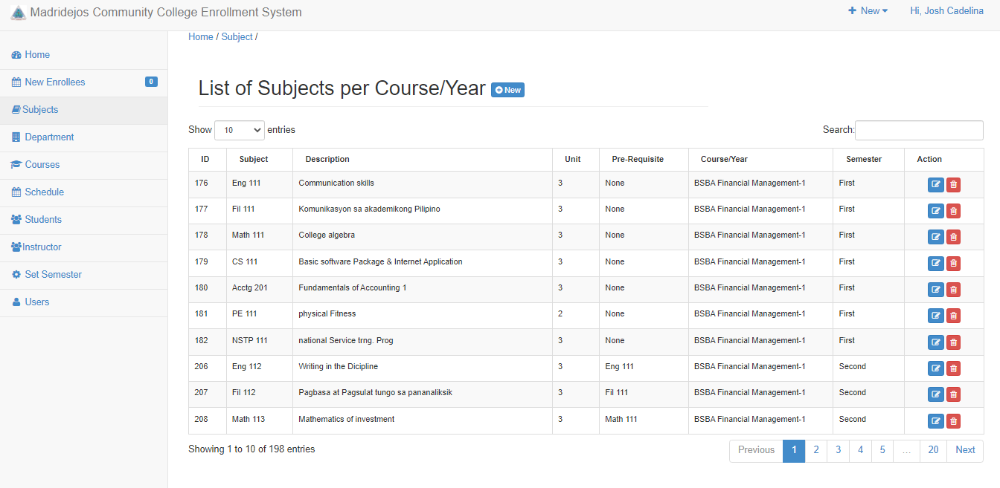 Madridejos Community College Enrollment System
New
Hi, Josh Cadelina
Home
New Enrollees 0
Subjects
Department
Courses
Schedule
Students
Instructor
Set Semester
Users
Home / Subject /
List of Subjects per Course/Year New
Show 10 entries
Search:
ID Subject Description Unit Pre-Requisite Course/Year Semester Action
176 Eng 111 Communication skills 3 None BSBA Financial Management-1 First
177 Fil 111 Komunikasyon sa akademikong Pilipino 3 None BSBA Financial Management-1 First
178 Math 111 College algebra 3 None BSBA Financial Management-1 First
179 CS 111 Basic software Package & Internet Application 3 None BSBA Financial Management-1 First
180 Acctg 201 Fundamentals of Accounting 1 3 None BSBA Financial Management-1 First
181 PE 111 physical Fitness 2 None BSBA Financial Management-1 First
182 NSTP 111 national Service trng. Prog 3 None BSBA Financial Management-1 First
206 Eng 112 Writing in the Dicipline 3 Eng 111 BSBA Financial Management-1 Second
207 Fil 112 Pagbasa at Pagsulat tungo sa pananaliksik 3 Fil 111 BSBA Financial Management-1 Second
208 Math 113 Mathematics of investment 3 Math 111 BSBA Financial Management-1 Second
Showing 1 to 10 of 198 entries
Previous 1 2 3 4 5 … 20 Next